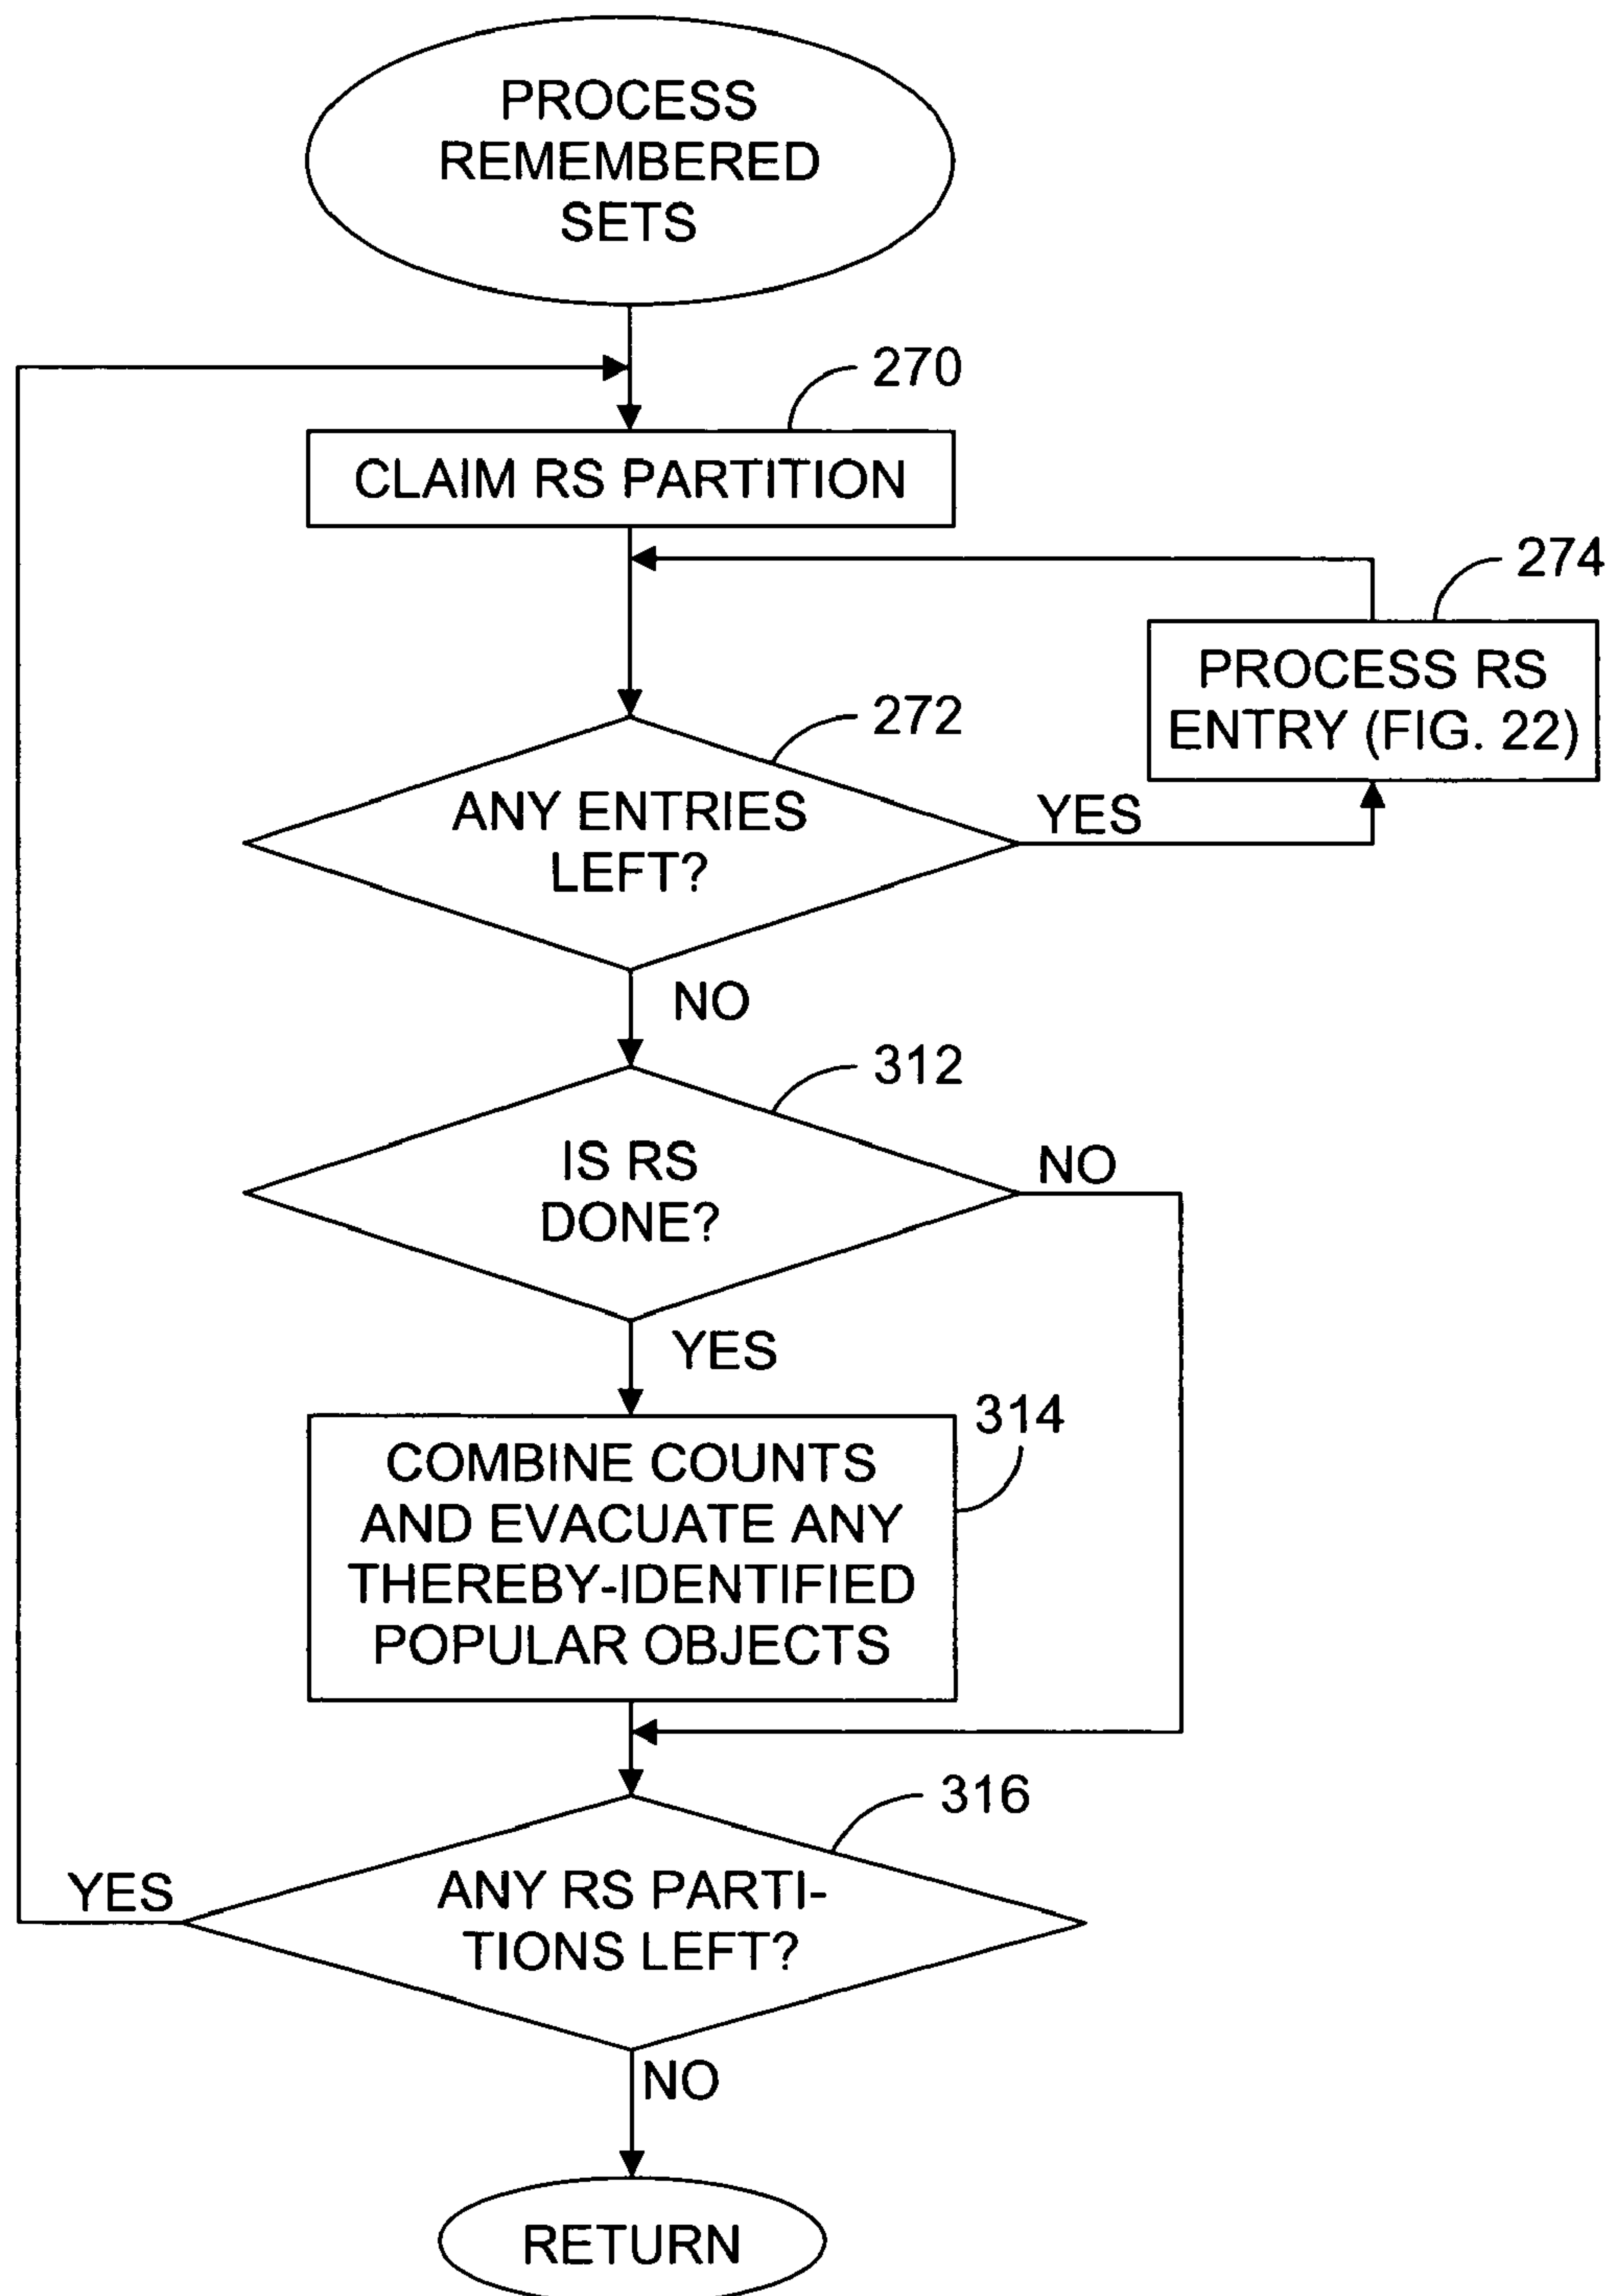 PROCESS
REMEMBERED
SETS
270
CLAIM RS PARTITION
274
PROCESS RS
ENTRY (FIG. 22)
272
ANY ENTRIES
LEFT?
YES
NO
312
IS RS
DONE?
NO
YES
314
COMBINE COUNTS
AND EVACUATE ANY
THEREBY-IDENTIFIED
POPULAR OBJECTS
316
YES
ANY RS PARTI-
TIONS LEFT?
NO
RETURN